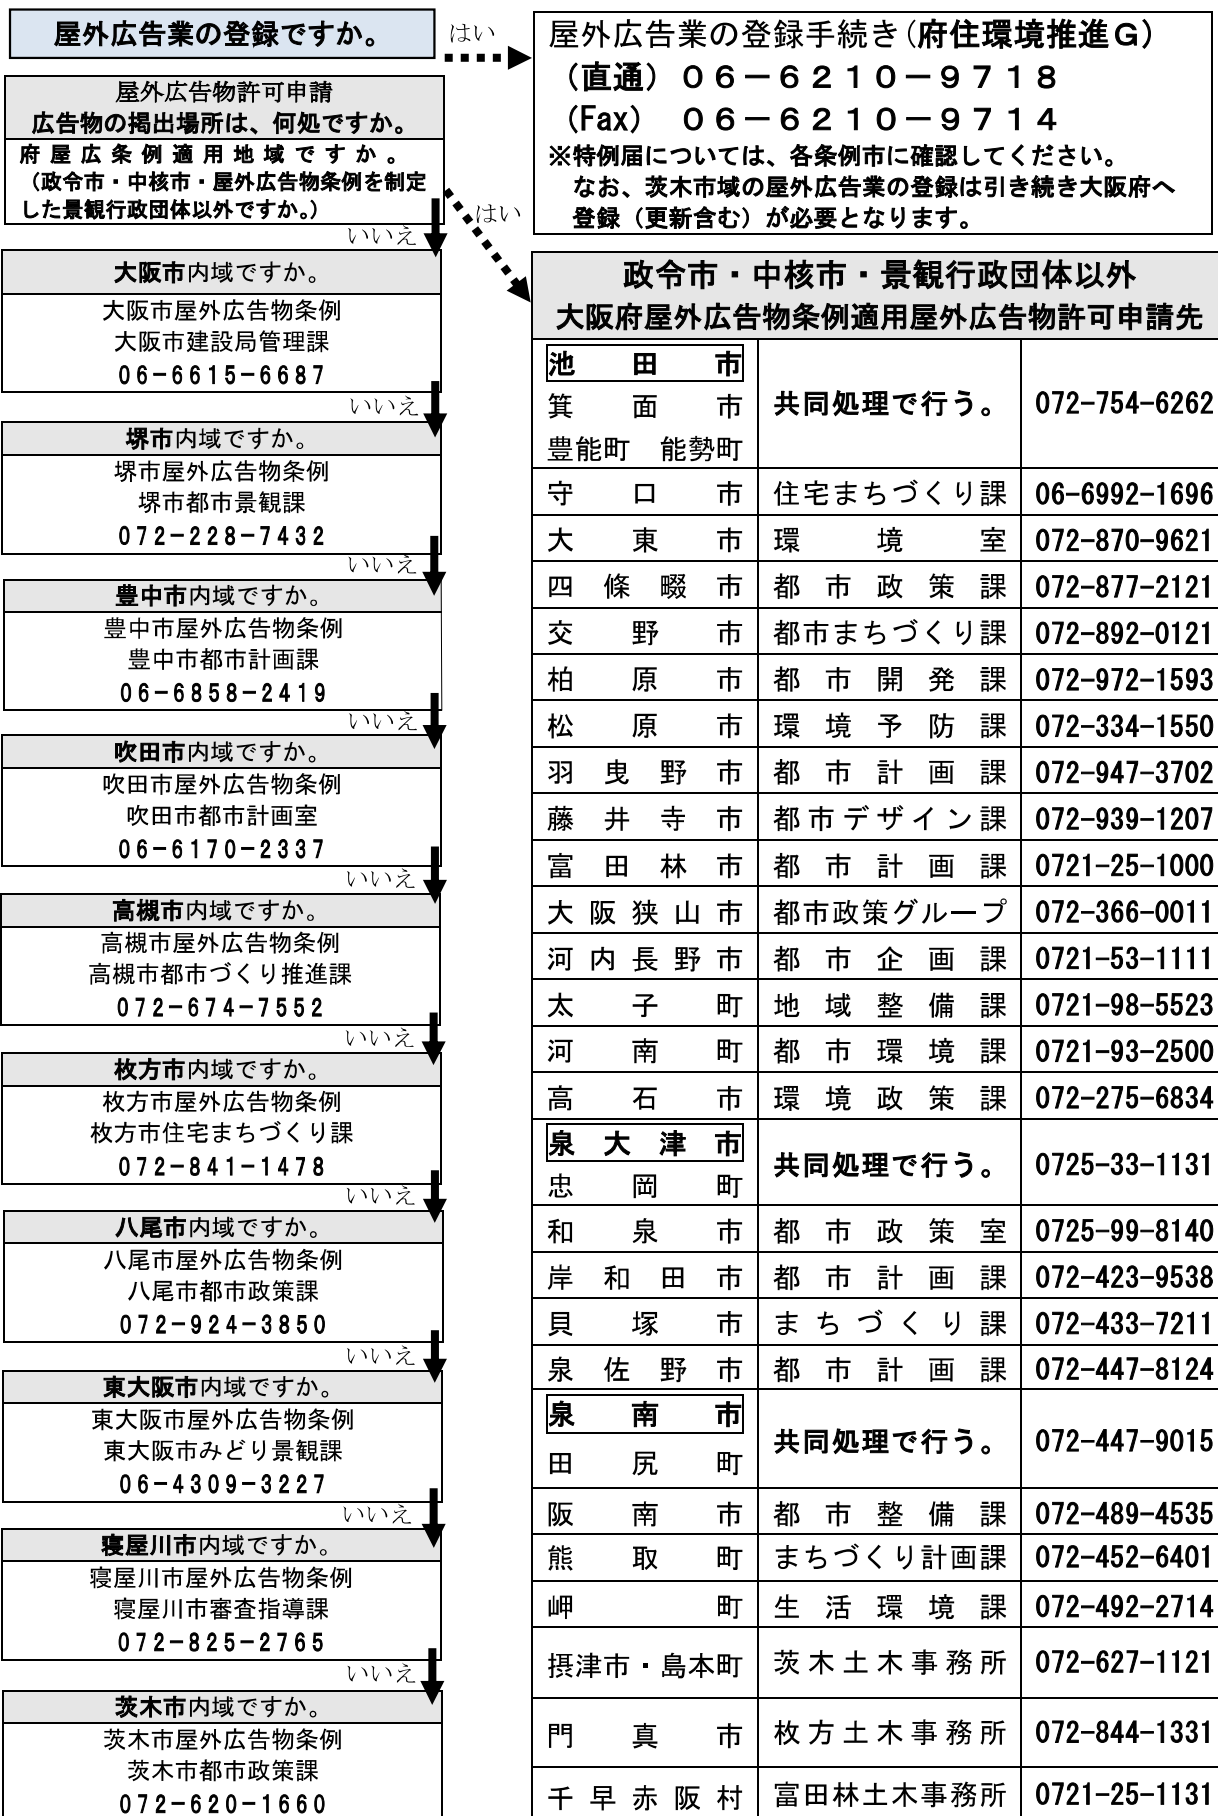 屋外広告業の登録ですか。
はい
屋外広告業の登録手続き（府住環境推進G）
（直通）０６－６２１０－９７１８
（Fax）　０６－６２１０－９７１４
※特例届については、各条例市に確認してください。
なお、茨木市域の屋外広告業の登録は引き続き大阪府へ
登録（更新含む）が必要となります。
屋外広告物許可申請
広告物の掲出場所は、何処ですか。
府屋広条例適用地域ですか。
（政令市・中核市・屋外広告物条例を制定
した景観行政団体以外ですか。）
はい
いいえ
大阪市内域ですか。
大阪市屋外広告物条例
大阪市建設局管理課
06-6615-6687
いいえ
堺市内域ですか。
堺市屋外広告物条例
堺市都市景観課
072-228-7432
いいえ
豊中市内域ですか。
豊中市屋外広告物条例
豊中市都市計画課
06-6858-2419
いいえ
吹田市内域ですか。
吹田市屋外広告物条例
吹田市都市計画室
06-6170-2337
いいえ
高槻市内域ですか。
高槻市屋外広告物条例
高槻市都市づくり推進課
072-674-7552
いいえ
枚方市内域ですか。
枚方市屋外広告物条例
枚方市住宅まちづくり課
072-841-1478
いいえ
八尾市内域ですか。
八尾市屋外広告物条例
八尾市都市政策課
072-924-3850
いいえ
東大阪市内域ですか。
東大阪市屋外広告物条例
東大阪市みどり景観課
06-4309-3227
いいえ
寝屋川市内域ですか。
寝屋川市屋外広告物条例
寝屋川市審査指導課
072-825-2765
いいえ
茨木市内域ですか。
茨木市屋外広告物条例
茨木市都市政策課
072-620-1660
政令市・中核市・景観行政団体以外
大阪府屋外広告物条例適用屋外広告物許可申請先
池田市
箕面市
豊能町　能勢町
共同処理で行う。 072-754-6262
守口市 住宅まちづくり課 06-6992-1696
大東市 環境室 072-870-9621
四條畷市 都市政策課 072-877-2121
交野市 都市まちづくり課 072-892-0121
柏原市 都市開発課 072-972-1593
松原市 環境予防課 072-334-1550
羽曳野市 都市計画課 072-947-3702
藤井寺市 都市デザイン課 072-939-1207
富田林市 都市計画課 0721-25-1000
大阪狭山市 都市政策グループ 072-366-0011
河内長野市 都市企画課 0721-53-1111
太子町 地域整備課 0721-98-5523
河南町 都市環境課 0721-93-2500
高石市 環境政策課 072-275-6834
泉大津市
忠岡町
共同処理で行う。 0725-33-1131
和泉市 都市政策室 0725-99-8140
岸和田市 都市計画課 072-423-9538
貝塚市 まちづくり課 072-433-7211
泉佐野市 都市計画課 072-447-8124
泉南市
田尻町
共同処理で行う。 072-447-9015
阪南市 都市整備課 072-489-4535
熊取町 まちづくり計画課 072-452-6401
岬町 生活環境課 072-492-2714
摂津市・島本町 茨木土木事務所 072-627-1121
門真市 枚方土木事務所 072-844-1331
千早赤阪村 富田林土木事務所 0721-25-1131